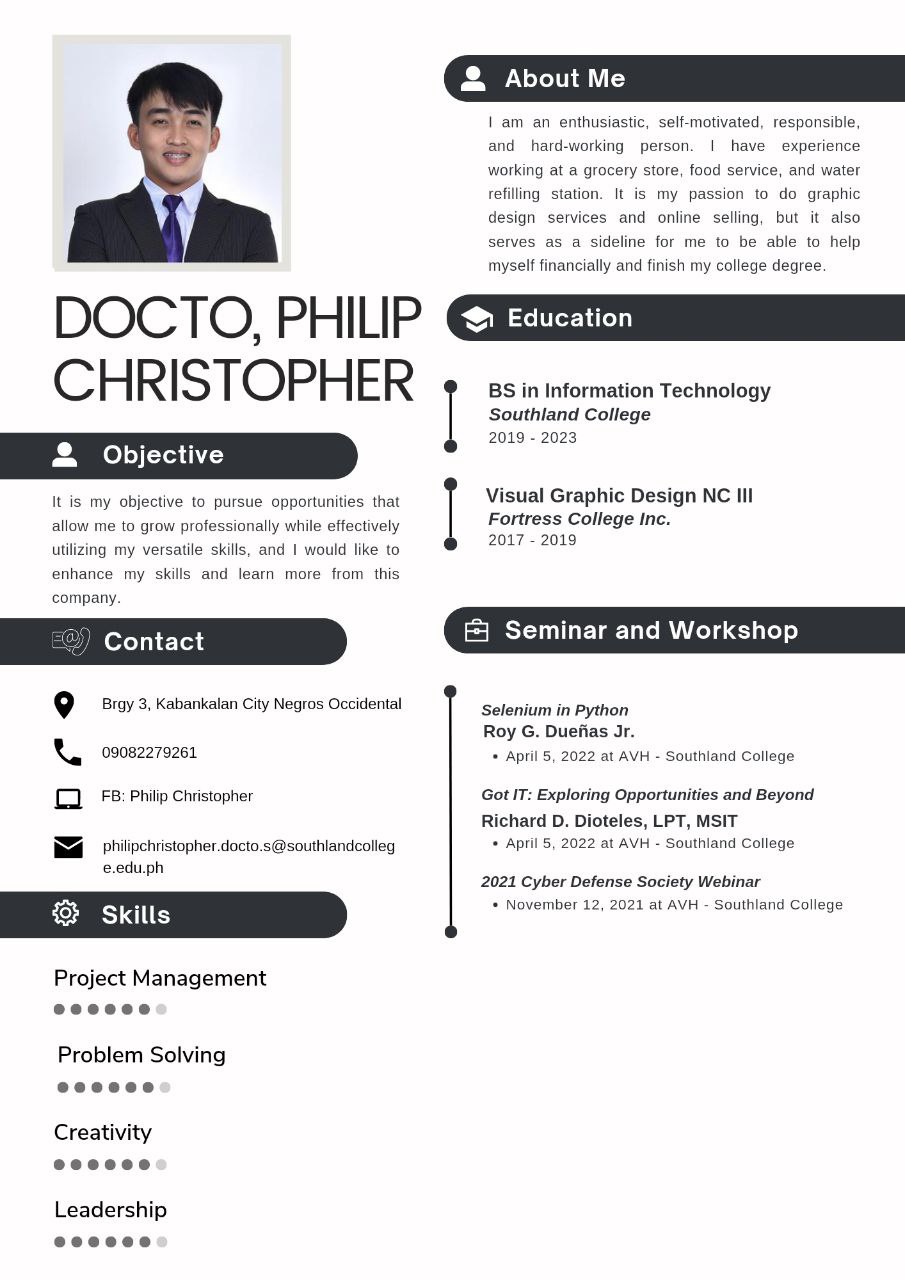 DOCTO, PHILIP
CHRISTOPHER
Objective
It is my objective to pursue opportunities that
allow me to grow professionally while effectively
utilizing my versatile skills, and I would like to
enhance my skills and learn more from this
company.
Contact
Brgy 3, Kabankalan City Negros Occidental
09082279261
FB: Philip Christopher
philipchristopher.docto.s@southlandcolleg
e.edu.ph
Skills
Project Management
Problem Solving
Creativity
Leadership
About Me
I am an enthusiastic, self-motivated, responsible,
and hard-working person. I have experience
working at a grocery store, food service, and water
refilling station. It is my passion to do graphic
design services and online selling, but it also
serves as a sideline for me to be able to help
myself financially and finish my college degree.
Education
BS in Information Technology
Southland College
2019 - 2023
Visual Graphic Design NC III
Fortress College Inc.
2017 - 2019
Seminar and Workshop
Selenium in Python
Roy G. Dueñas Jr.
• April 5, 2022 at AVH - Southland College
Got IT: Exploring Opportunities and Beyond
Richard D. Dioteles, LPT, MSIT
• April 5, 2022 at AVH - Southland College
2021 Cyber Defense Society Webinar
• November 12, 2021 at AVH - Southland College